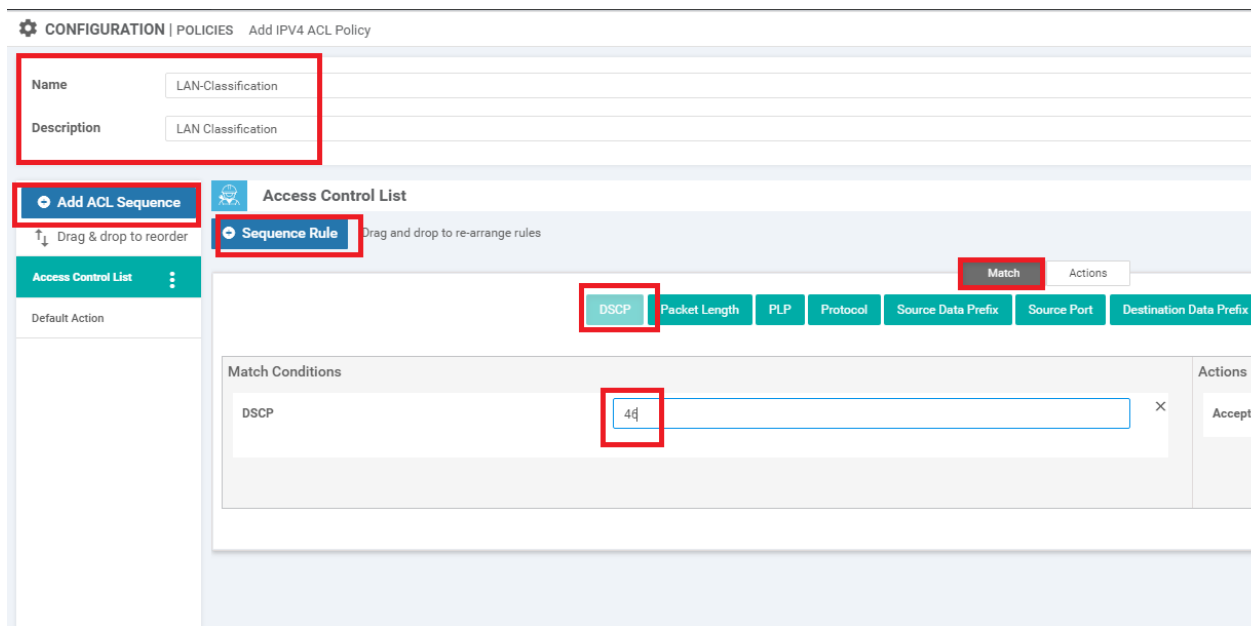 CONFIGURATION | POLICIES Add IPV4 ACL Policy
Name LAN-Classification
Description LAN Classification
Add ACL Sequence
Drag & drop to reorder
Access Control List
Default Action
Access Control List
Sequence Rule Drag and drop to re-arrange rules
Match Actions
DSCP Packet Length PLP Protocol Source Data Prefix Source Port Destination Data Prefix
Match Conditions
DSCP 46
Actions
Accept